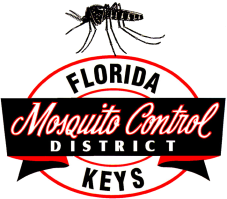 FLORIDA
Mosquito Control
DISTRICT
KEYS